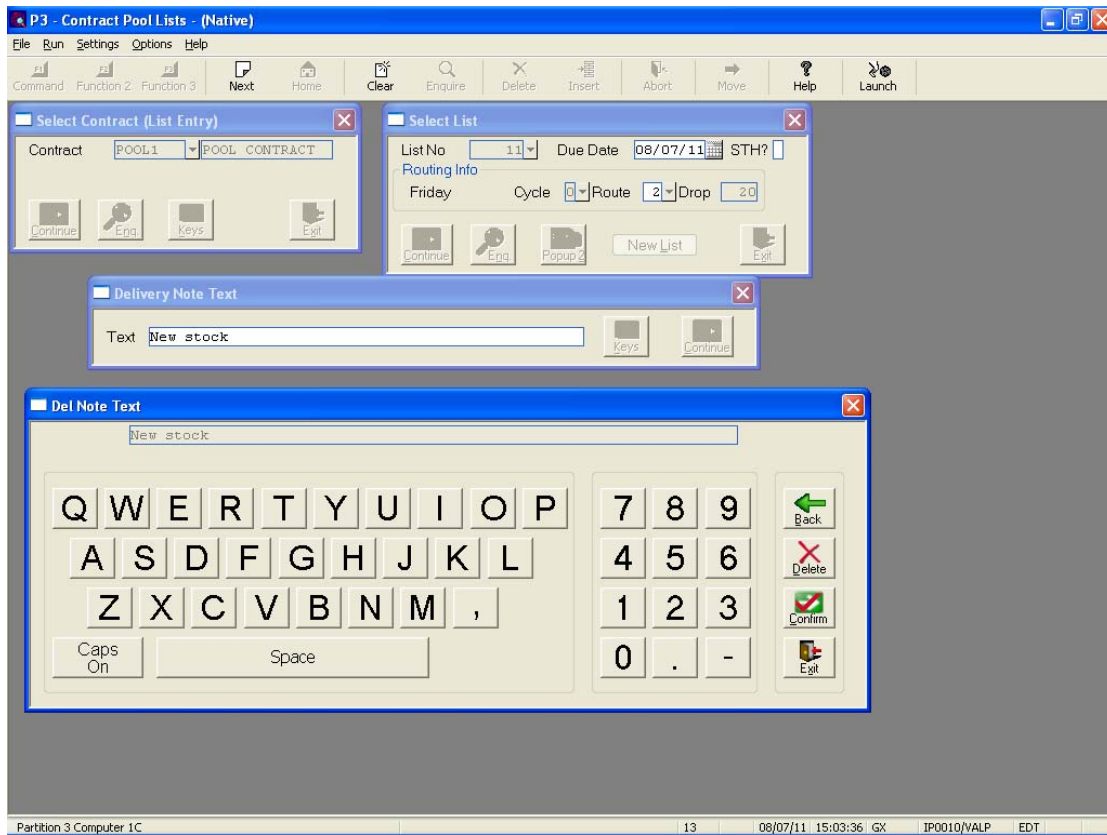 P3 - Contract Pool Lists - (Native)
File Run Settings Options Help
F1 F2 F3
Command Function 2 Function 3 Next Home Clear Enquire Delete Insert Abort Move Help Launch
Select Contract (List Entry)
Contract POOL1 POOL CONTRACT
Continue Enq. Keys Exit
Select List
List No 11 Due Date 08/07/11 STH?
Routing Info
Friday Cycle 0 Route 2 Drop 20
Continue Enq. Popup 2 New List Exit
Delivery Note Text
Text New stock
Keys Continue
Del Note Text
New stock
Q W E R T Y U I O P
A S D F G H J K L
Z X C V B N M ,
Caps On Space
7 8 9
4 5 6
1 2 3
0 . -
Back
Delete
Confirm
Exit
Partition 3 Computer 1C 13 08/07/11 15:03:36 GX IP0010/VALP EDT